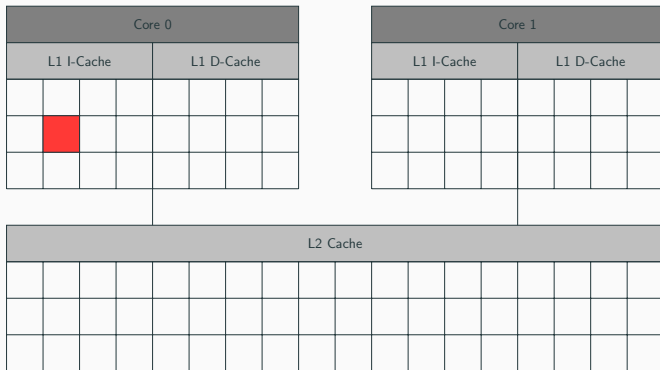 Core 0
Core 1
L1 I-Cache
L1 D-Cache
L1 I-Cache
L1 D-Cache
L2 Cache